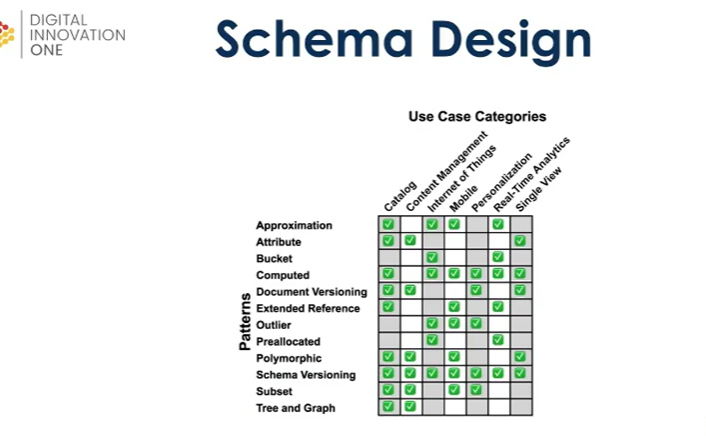 DIGITAL
INNOVATION
ONE
Schema Design
Use Case Categories
Catalog
Content Management
Internet of Things
Mobile
Personalization
Real-Time Analytics
Single View
Patterns
Approximation
Attribute
Bucket
Computed
Document Versioning
Extended Reference
Outlier
Preallocated
Polymorphic
Schema Versioning
Subset
Tree and Graph